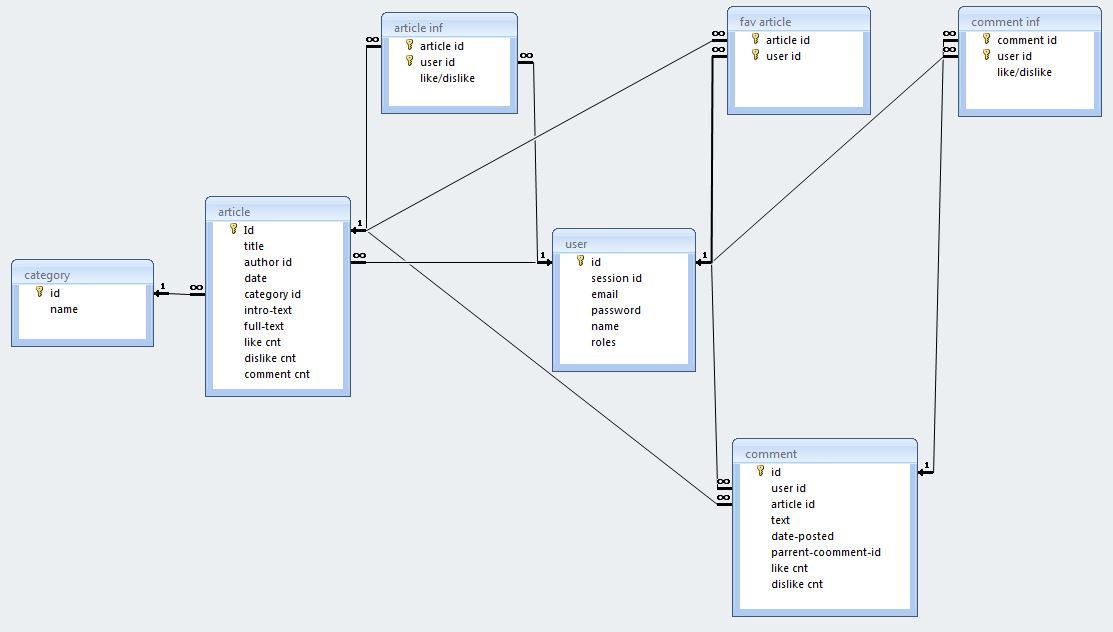 article inf
article id
user id
like/dislike
fav article
article id
user id
comment inf
comment id
user id
like/dislike
article
Id
title
author id
date
category id
intro-text
full-text
like cnt
dislike cnt
comment cnt
user
id
session id
email
password
name
roles
category
id
name
comment
id
user id
article id
text
date-posted
parrent-coomment-id
like cnt
dislike cnt
∞
∞
∞
∞
∞
∞
1
∞
1
1
1
∞
∞
∞
1